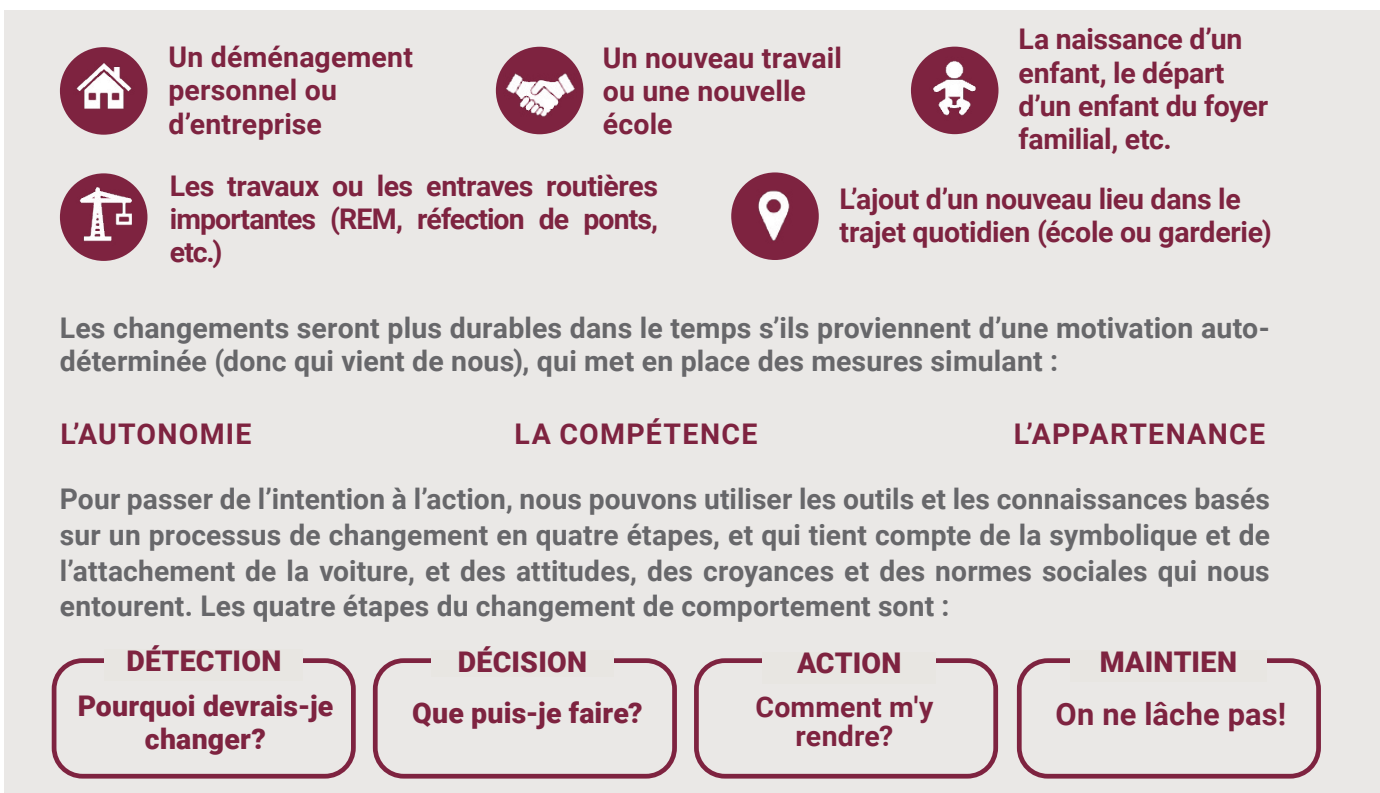 Un déménagement
personnel ou
d’entreprise
Un nouveau travail
ou une nouvelle
école
La naissance d’un
enfant, le départ
d’un enfant du foyer
familial, etc.
Les travaux ou les entraves routières
importantes (REM, réfection de ponts,
etc.)
L’ajout d’un nouveau lieu dans le
trajet quotidien (école ou garderie)
Les changements seront plus durables dans le temps s’ils proviennent d’une motivation auto-
déterminée (donc qui vient de nous), qui met en place des mesures simulant :
L’AUTONOMIE
LA COMPÉTENCE
L’APPARTENANCE
Pour passer de l’intention à l’action, nous pouvons utiliser les outils et les connaissances basés
sur un processus de changement en quatre étapes, et qui tient compte de la symbolique et de
l’attachement de la voiture, et des attitudes, des croyances et des normes sociales qui nous
entourent. Les quatre étapes du changement de comportement sont :
DÉTECTION
Pourquoi devrais-je
changer?
DÉCISION
Que puis-je faire?
ACTION
Comment m'y
rendre?
MAINTIEN
On ne lâche pas!